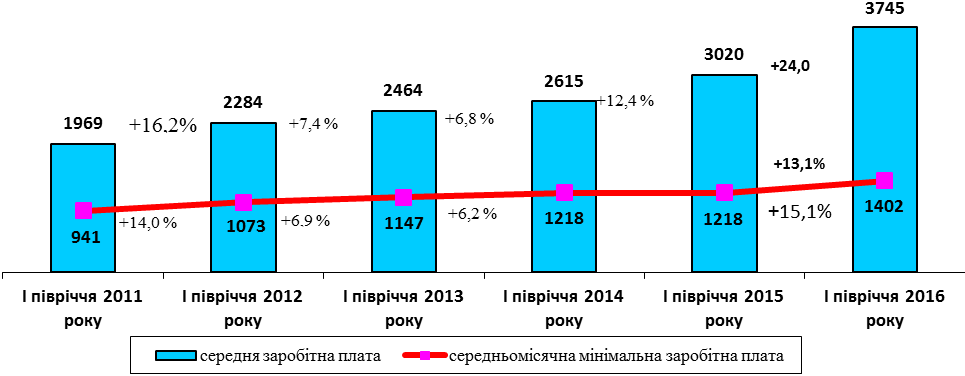 3745
3020
+24,0
2615
+12,4 %
2464
+6,8 %
2284
+7,4 %
1969
+16.2%
+13,1%
941
+14,0 %
1073
+6.9 %
1147
+6,2 %
1218
1218
+15,1%
1402
І півріччя 2011 року
І півріччя 2012 року
І півріччя 2013 року
І півріччя 2014 року
І півріччя 2015 року
І півріччя 2016 року
середня заробітна плата
середньомісячна мінімальна заробітна плата